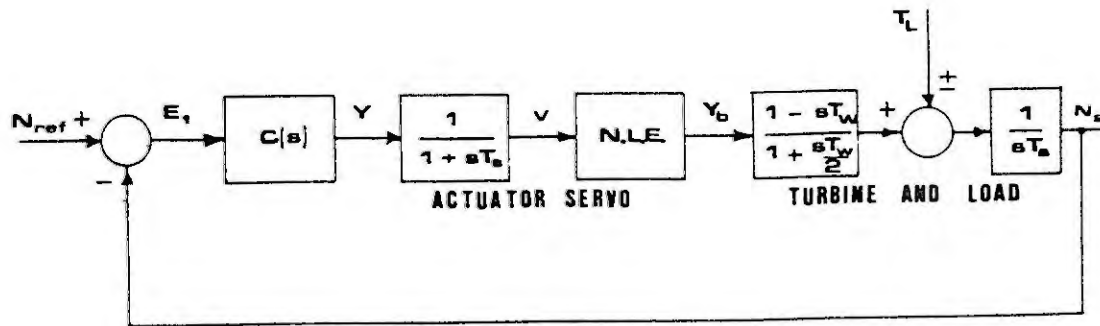 T_L
N_ref + E_1 C(s) Y 1 / (1 + sT_s) V N.L.E. Y_b (1 - sT_w) / (1 + sT_w/2) + ± 1 / (sT_a)
-
ACTUATOR SERVO TURBINE AND LOAD